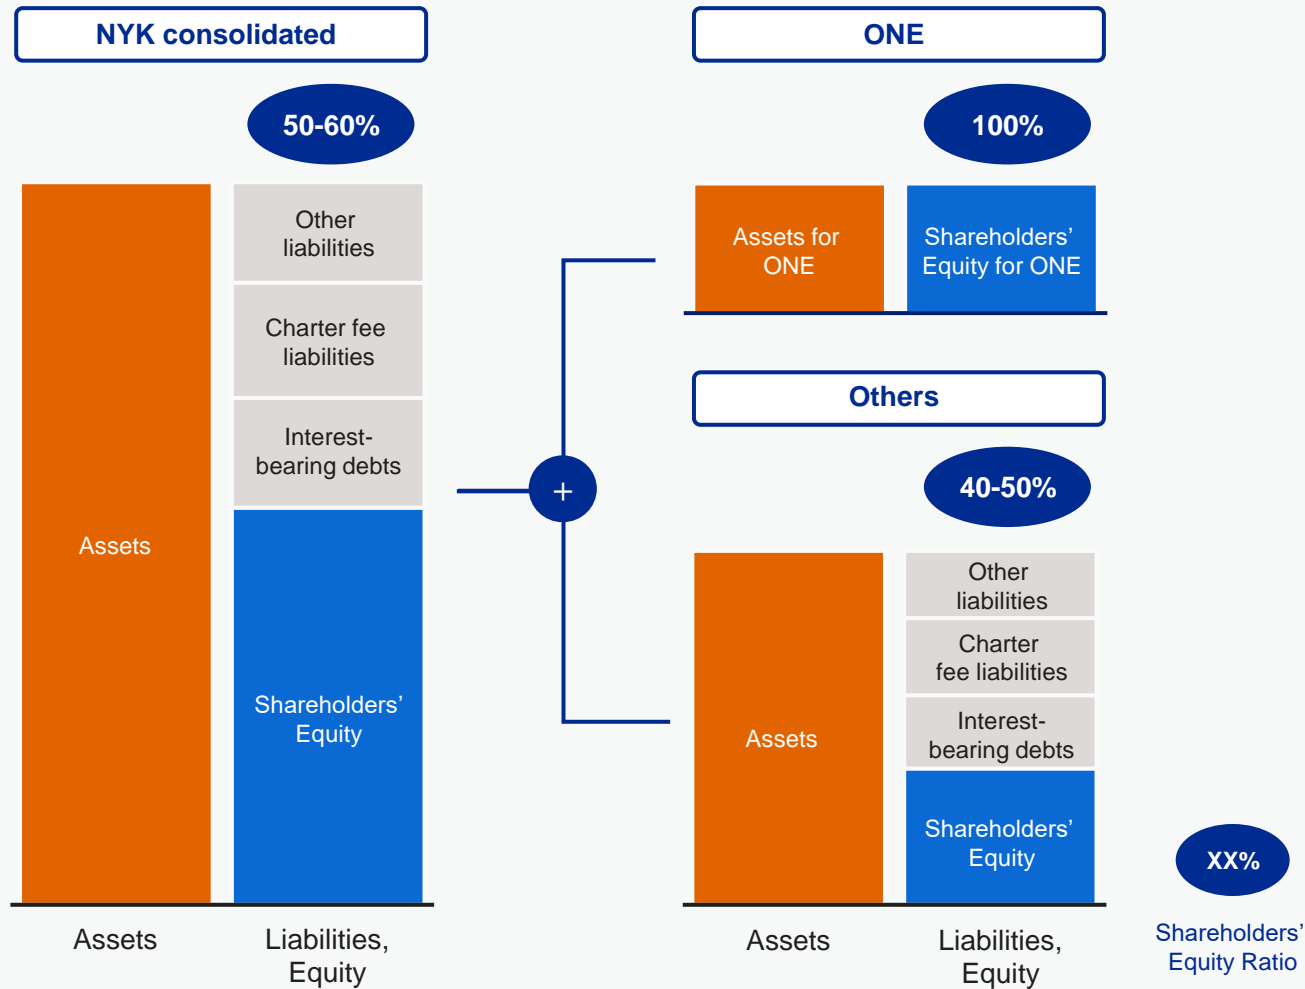 NYK consolidated
50-60%
Assets
Other
liabilities
Charter fee
liabilities
Interest-
bearing debts
Shareholders’
Equity
Assets
Liabilities,
Equity
+
ONE
100%
Assets for
ONE
Shareholders’
Equity for ONE
Others
40-50%
Assets
Other
liabilities
Charter
fee liabilities
Interest-
bearing debts
Shareholders’
Equity
Assets
Liabilities,
Equity
XX%
Shareholders’
Equity Ratio